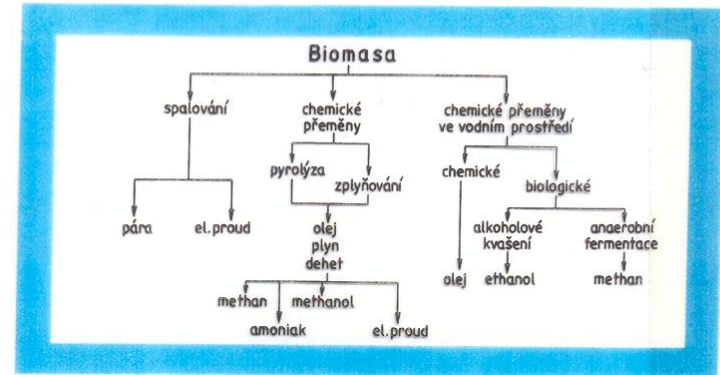 Biomasa
spalování
chemické
přeměny
chemické přeměny
ve vodním prostředí
pyrolýza
zplyňování
chemické
biologické
pára
el.proud
olej
plyn
dehet
alkoholové
kvašení
anaerobní
fermentace
olej
ethanol
methan
methan
methanol
amoniak
el.proud